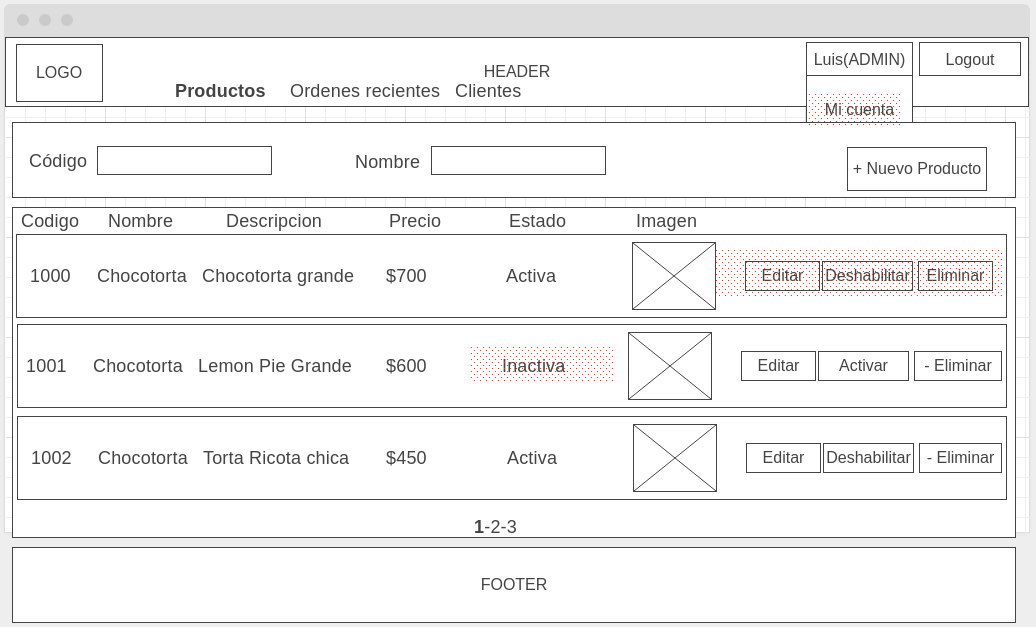 LOGO
HEADER
Luis(ADMIN)
Logout
Productos Ordenes recientes Clientes
Mi cuenta
Código Nombre + Nuevo Producto
Codigo Nombre Descripcion Precio Estado Imagen
1000 Chocotorta Chocotorta grande $700 Activa Editar Deshabilitar Eliminar
1001 Chocotorta Lemon Pie Grande $600 Inactiva Editar Activar - Eliminar
1002 Chocotorta Torta Ricota chica $450 Activa Editar Deshabilitar - Eliminar
1-2-3
FOOTER